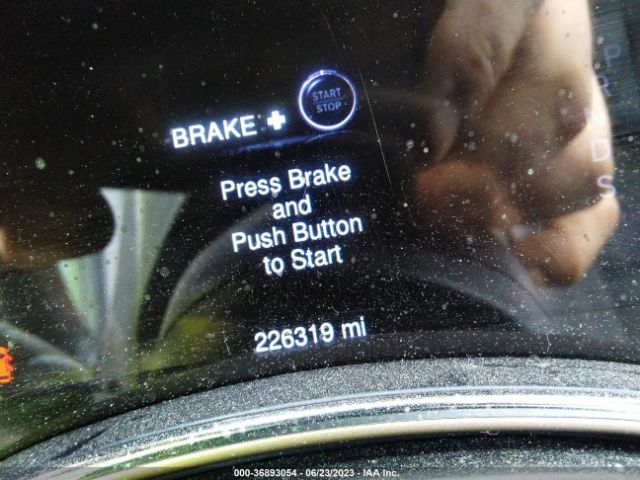 START
STOP
BRAKE +
Press Brake
and
Push Button
to Start
226319 mi
P
R
N
D
S
000-36893054 - 06/23/2023 - IAA Inc.